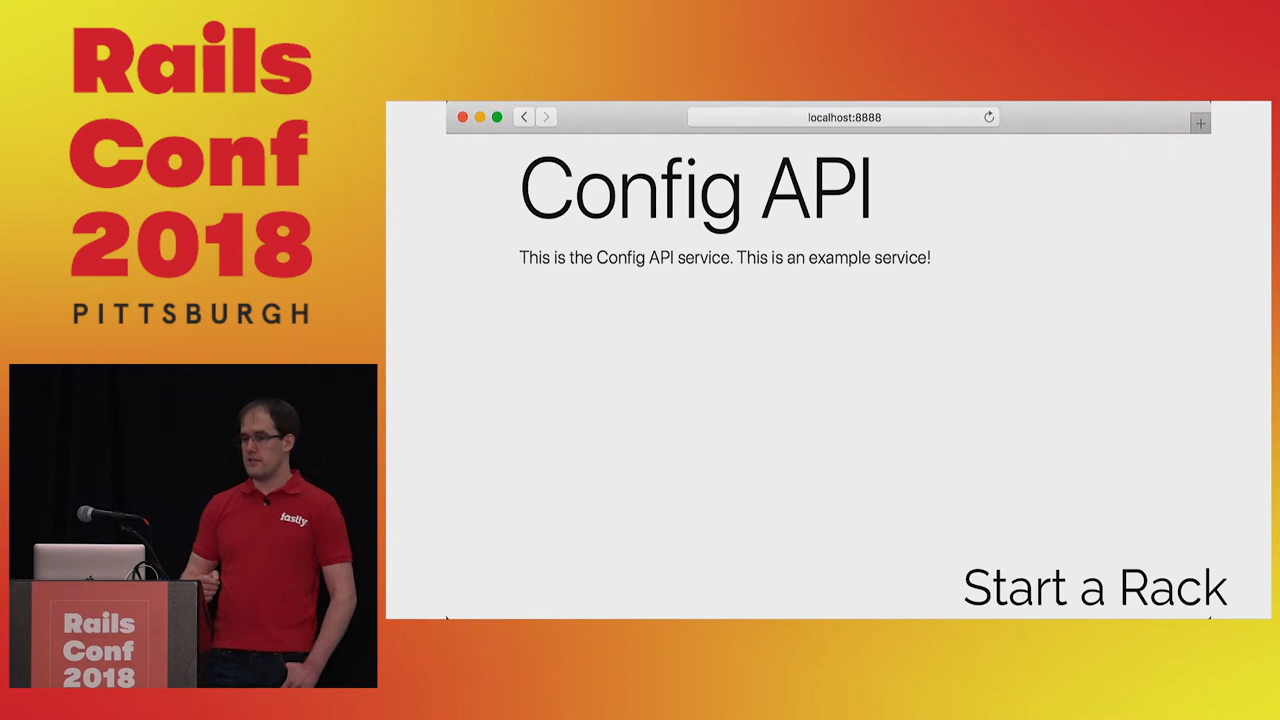 Rails
Conf
2018
PITTSBURGH
localhost:8888
Config API
This is the Config API service. This is an example service!
Start a Rack
fastly
Rails
Conf
2018